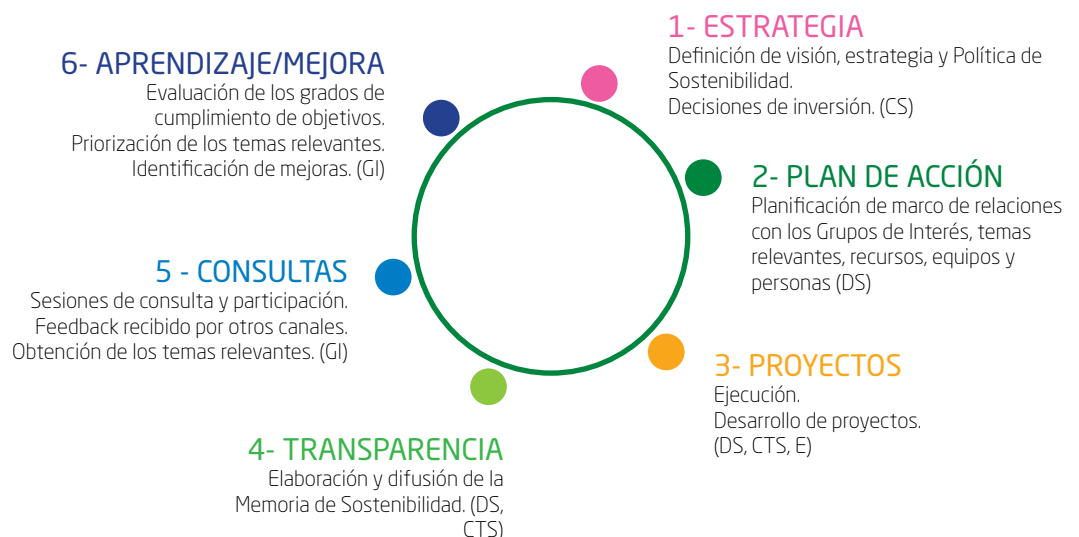 1- ESTRATEGIA
Definición de visión, estrategia y Política de
Sostenibilidad.
Decisiones de inversión. (CS)
2- PLAN DE ACCIÓN
Planificación de marco de relaciones
con los Grupos de Interés, temas
relevantes, recursos, equipos y
personas (DS)
3- PROYECTOS
Ejecución.
Desarrollo de proyectos.
(DS, CTS, E)
4- TRANSPARENCIA
Elaboración y difusión de la
Memoria de Sostenibilidad. (DS,
CTS)
5 - CONSULTAS
Sesiones de consulta y participación.
Feedback recibido por otros canales.
Obtención de los temas relevantes. (GI)
6- APRENDIZAJE/MEJORA
Evaluación de los grados de
cumplimiento de objetivos.
Priorización de los temas relevantes.
Identificación de mejoras. (GI)